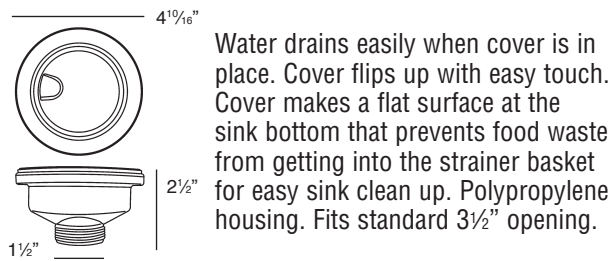 4¹⁰⁄₁₆”
Water drains easily when cover is in
place. Cover flips up with easy touch.
Cover makes a flat surface at the
sink bottom that prevents food waste
from getting into the strainer basket
for easy sink clean up. Polypropylene
housing. Fits standard 3½” opening.
2½”
1½”